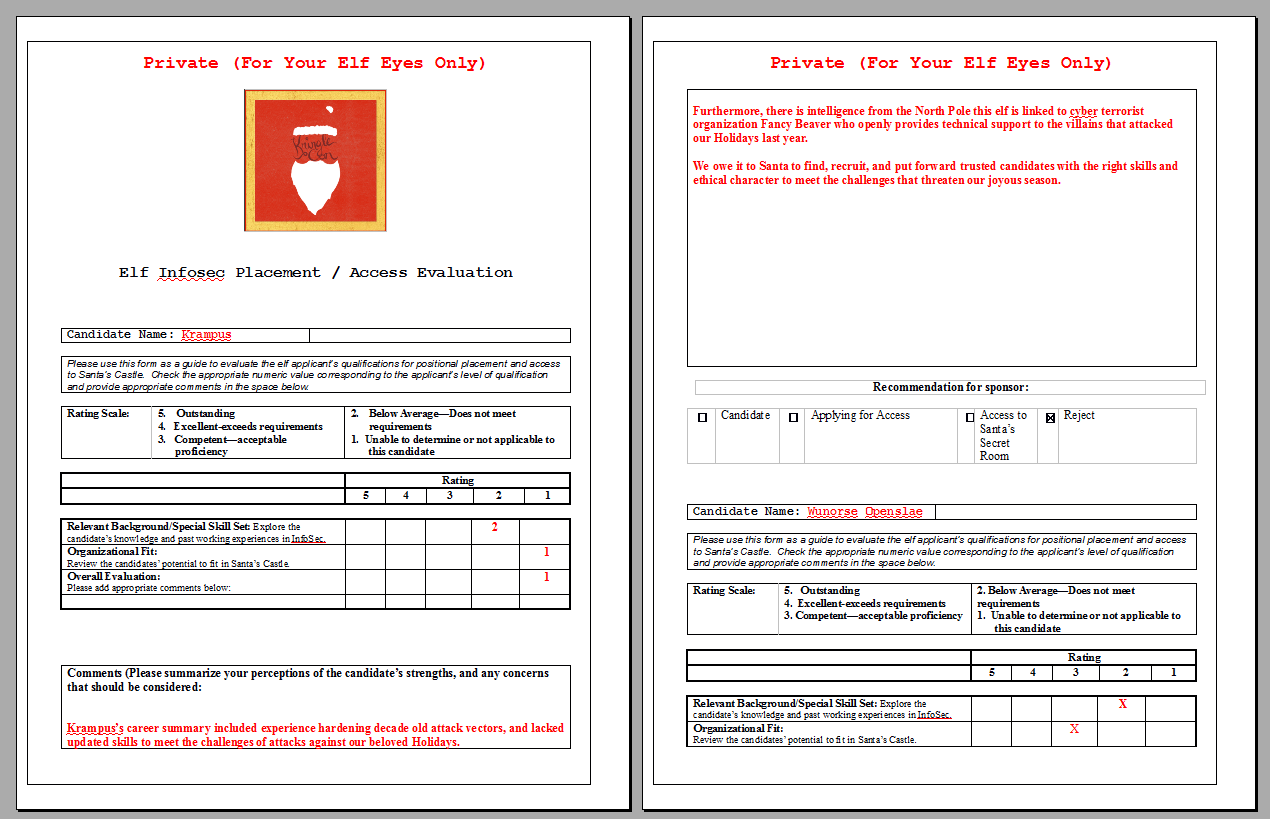 Private (For Your Elf Eyes Only)
Kringle
Con
Elf Infosec Placement / Access Evaluation
Candidate Name: Krampus
Please use this form as a guide to evaluate the elf applicant's qualifications for positional placement and access
to Santa's Castle. Check the appropriate numeric value corresponding to the applicant's level of qualification
and provide appropriate comments in the space below.
Rating Scale:
5. Outstanding
4. Excellent-exceeds requirements
3. Competent—acceptable
proficiency
2. Below Average—Does not meet
requirements
1. Unable to determine or not applicable to
this candidate
Rating
5 4 3 2 1
Relevant Background/Special Skill Set: Explore the 2
candidate's knowledge and past working experiences in InfoSec.
Organizational Fit: 1
Review the candidates' potential to fit in Santa's Castle.
Overall Evaluation: 1
Please add appropriate comments below:
Comments (Please summarize your perceptions of the candidate's strengths, and any concerns
that should be considered:
Krampus's career summary included experience hardening decade old attack vectors, and lacked
updated skills to meet the challenges of attacks against our beloved Holidays.
Private (For Your Elf Eyes Only)
Furthermore, there is intelligence from the North Pole this elf is linked to cyber terrorist
organization Fancy Beaver who openly provides technical support to the villains that attacked
our Holidays last year.
We owe it to Santa to find, recruit, and put forward trusted candidates with the right skills and
ethical character to meet the challenges that threaten our joyous season.
Recommendation for sponsor:
☐ Candidate ☐ Applying for Access ☐ Access to ☒ Reject
Santa's
Secret
Room
Candidate Name: Wunorse Openslae
Please use this form as a guide to evaluate the elf applicant's qualifications for positional placement and access
to Santa's Castle. Check the appropriate numeric value corresponding to the applicant's level of qualification
and provide appropriate comments in the space below.
Rating Scale:
5. Outstanding
4. Excellent-exceeds requirements
3. Competent—acceptable proficiency
2. Below Average—Does not meet
requirements
1. Unable to determine or not applicable to
this candidate
Rating
5 4 3 2 1
Relevant Background/Special Skill Set: Explore the X
candidate's knowledge and past working experiences in InfoSec.
Organizational Fit: X
Review the candidates' potential to fit in Santa's Castle.